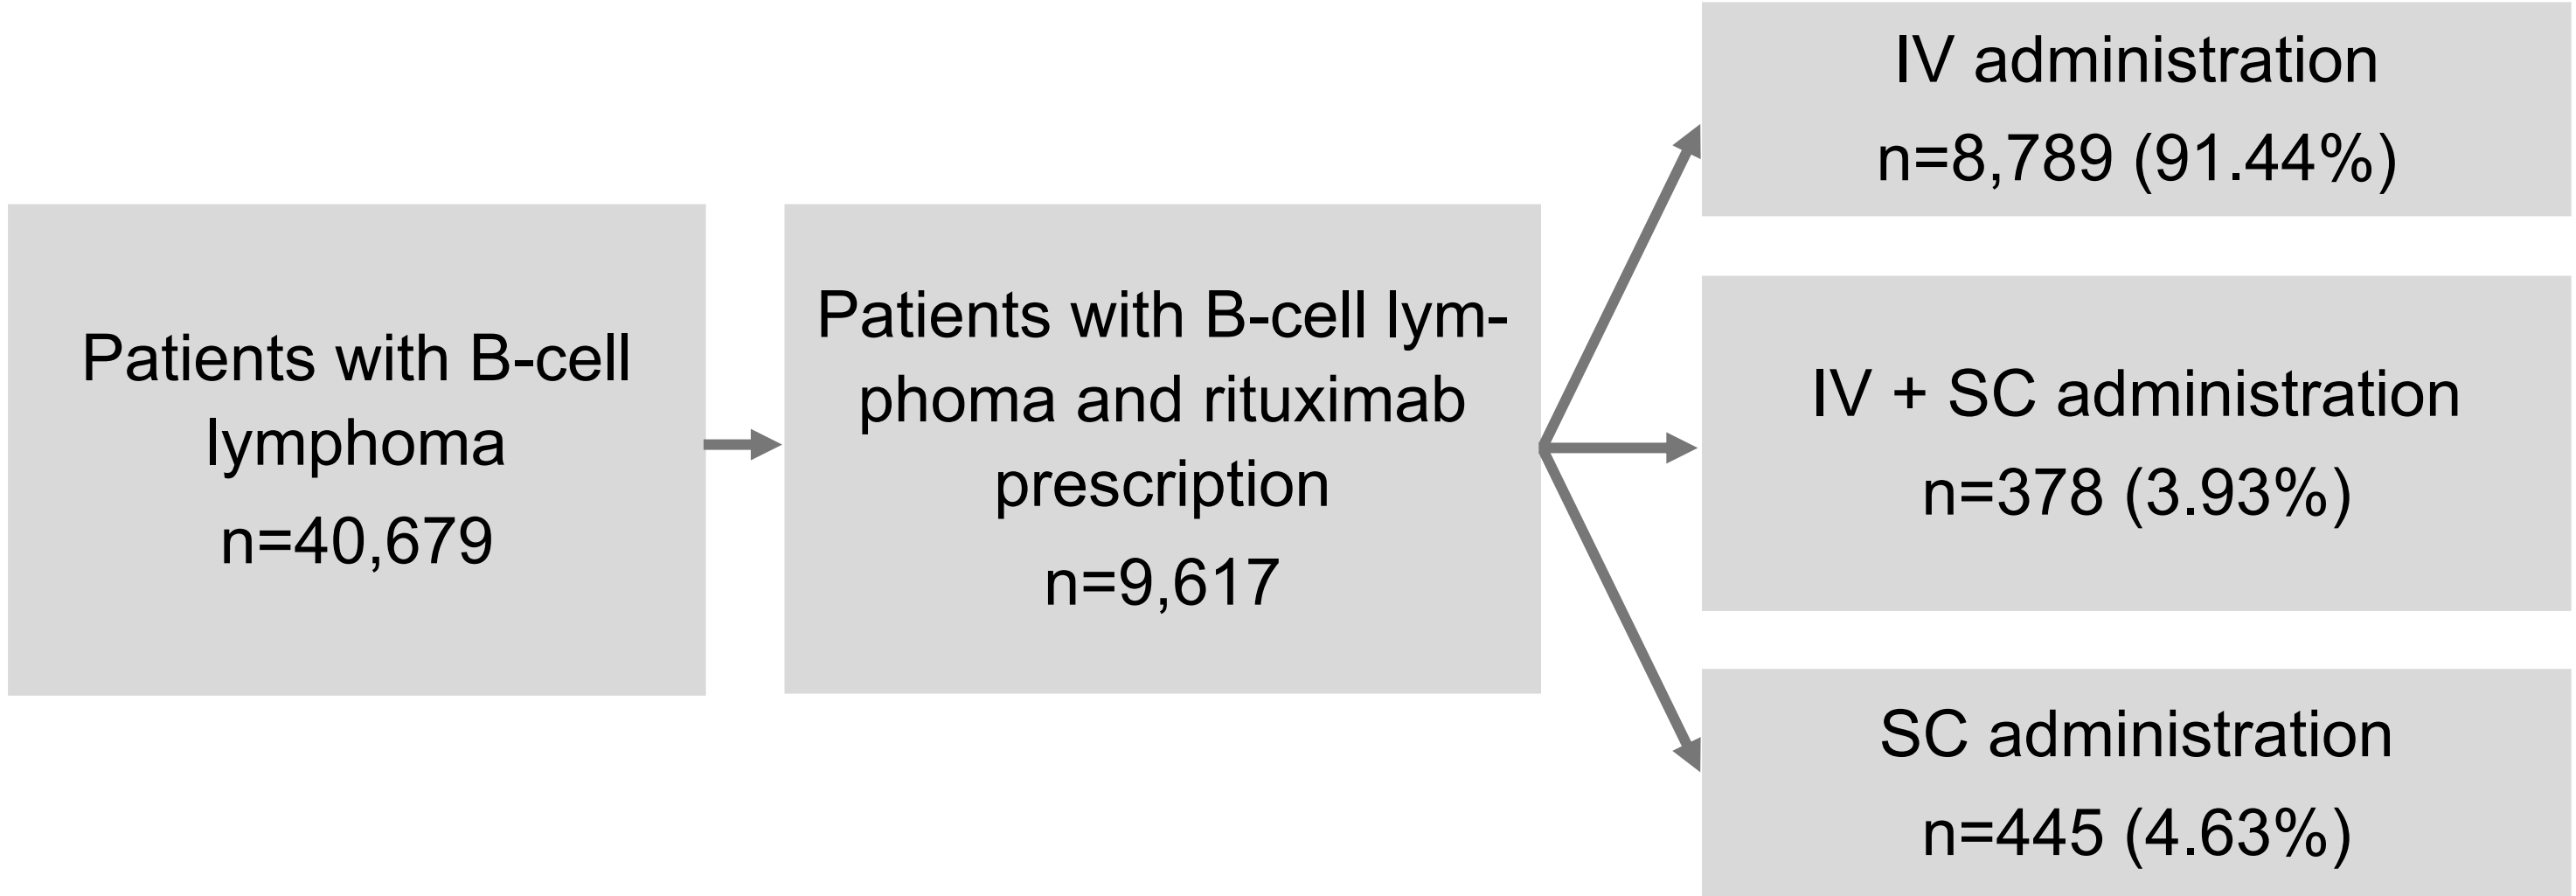 Patients with B-cell
lymphoma
n=40,679
Patients with B-cell lym-
phoma and rituximab
prescription
n=9,617
IV administration
n=8,789 (91.44%)
IV + SC administration
n=378 (3.93%)
SC administration
n=445 (4.63%)